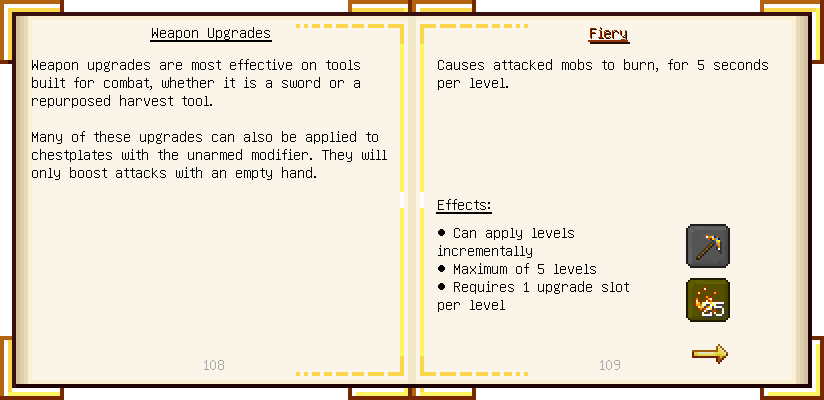 Weapon Upgrades
Weapon upgrades are most effective on tools
built for combat, whether it is a sword or a
repurposed harvest tool.
Many of these upgrades can also be applied to
chestplates with the unarmed modifier. They will
only boost attacks with an empty hand.
108
Fiery
Causes attacked mobs to burn, for 5 seconds
per level.
Effects:
● Can apply levels
incrementally
● Maximum of 5 levels
● Requires 1 upgrade slot
per level
25
109